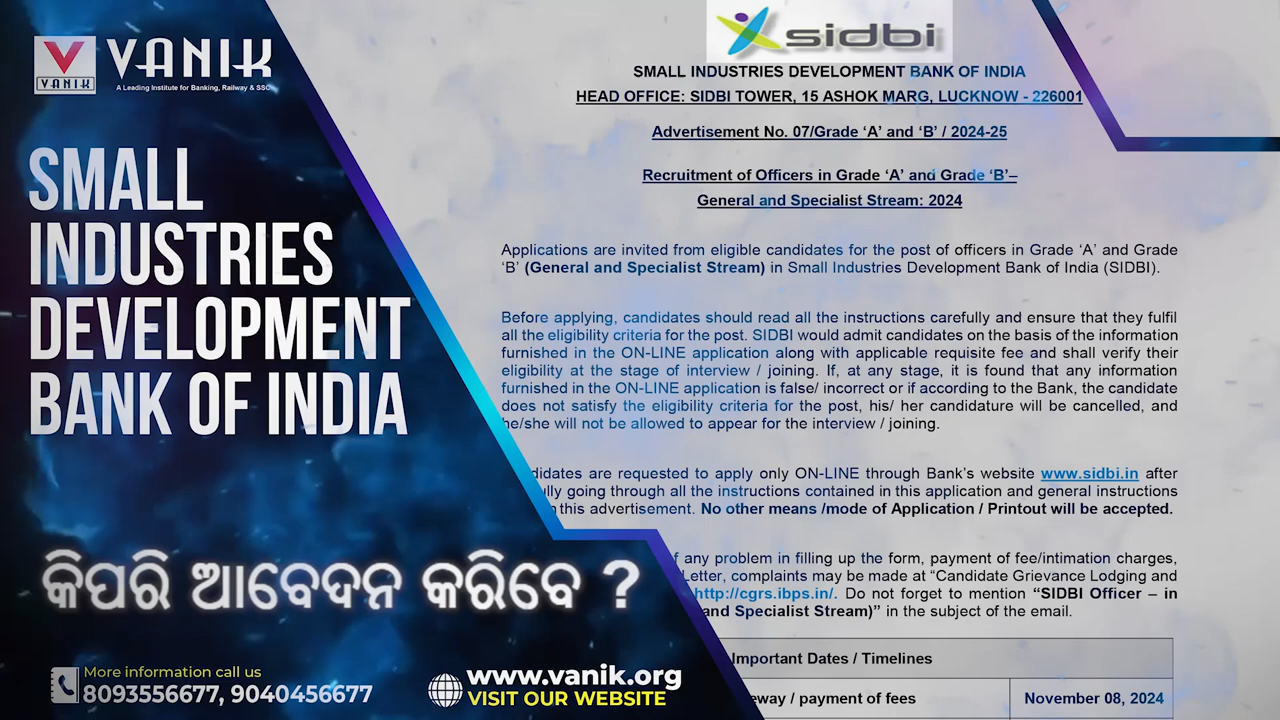 VANIK
VANIK
A Leading Institute for Banking, Railway & SSC
SMALL
INDUSTRIES
DEVELOPMENT
BANK OF INDIA
କିପରି ଆବେଦନ କରିବେ ?
More information call us
8093556677, 9040456677
www.vanik.org
VISIT OUR WEBSITE
sidbi
SMALL INDUSTRIES DEVELOPMENT BANK OF INDIA
HEAD OFFICE: SIDBI TOWER, 15 ASHOK MARG, LUCKNOW - 226001
Advertisement No. 07/Grade ‘A’ and ‘B’ / 2024-25
Recruitment of Officers in Grade ‘A’ and Grade ‘B’–
General and Specialist Stream: 2024
Applications are invited from eligible candidates for the post of officers in Grade ‘A’ and Grade
‘B’ (General and Specialist Stream) in Small Industries Development Bank of India (SIDBI).
Before applying, candidates should read all the instructions carefully and ensure that they fulfil
all the eligibility criteria for the post. SIDBI would admit candidates on the basis of the information
furnished in the ON-LINE application along with applicable requisite fee and shall verify their
eligibility at the stage of interview / joining. If, at any stage, it is found that any information
furnished in the ON-LINE application is false/ incorrect or if according to the Bank, the candidate
does not satisfy the eligibility criteria for the post, his/ her candidature will be cancelled, and
he/she will not be allowed to appear for the interview / joining.
are requested to apply only ON-LINE through Bank’s website www.sidbi.in after
going through all the instructions contained in this application and general instructions
this advertisement. No other means /mode of Application / Printout will be accepted.
any problem in filling up the form, payment of fee/intimation charges,
Letter, complaints may be made at “Candidate Grievance Lodging and
http://cgrs.ibps.in/. Do not forget to mention “SIDBI Officer – in
and Specialist Stream)” in the subject of the email.
Important Dates / Timelines
/ payment of fees
November 08, 2024